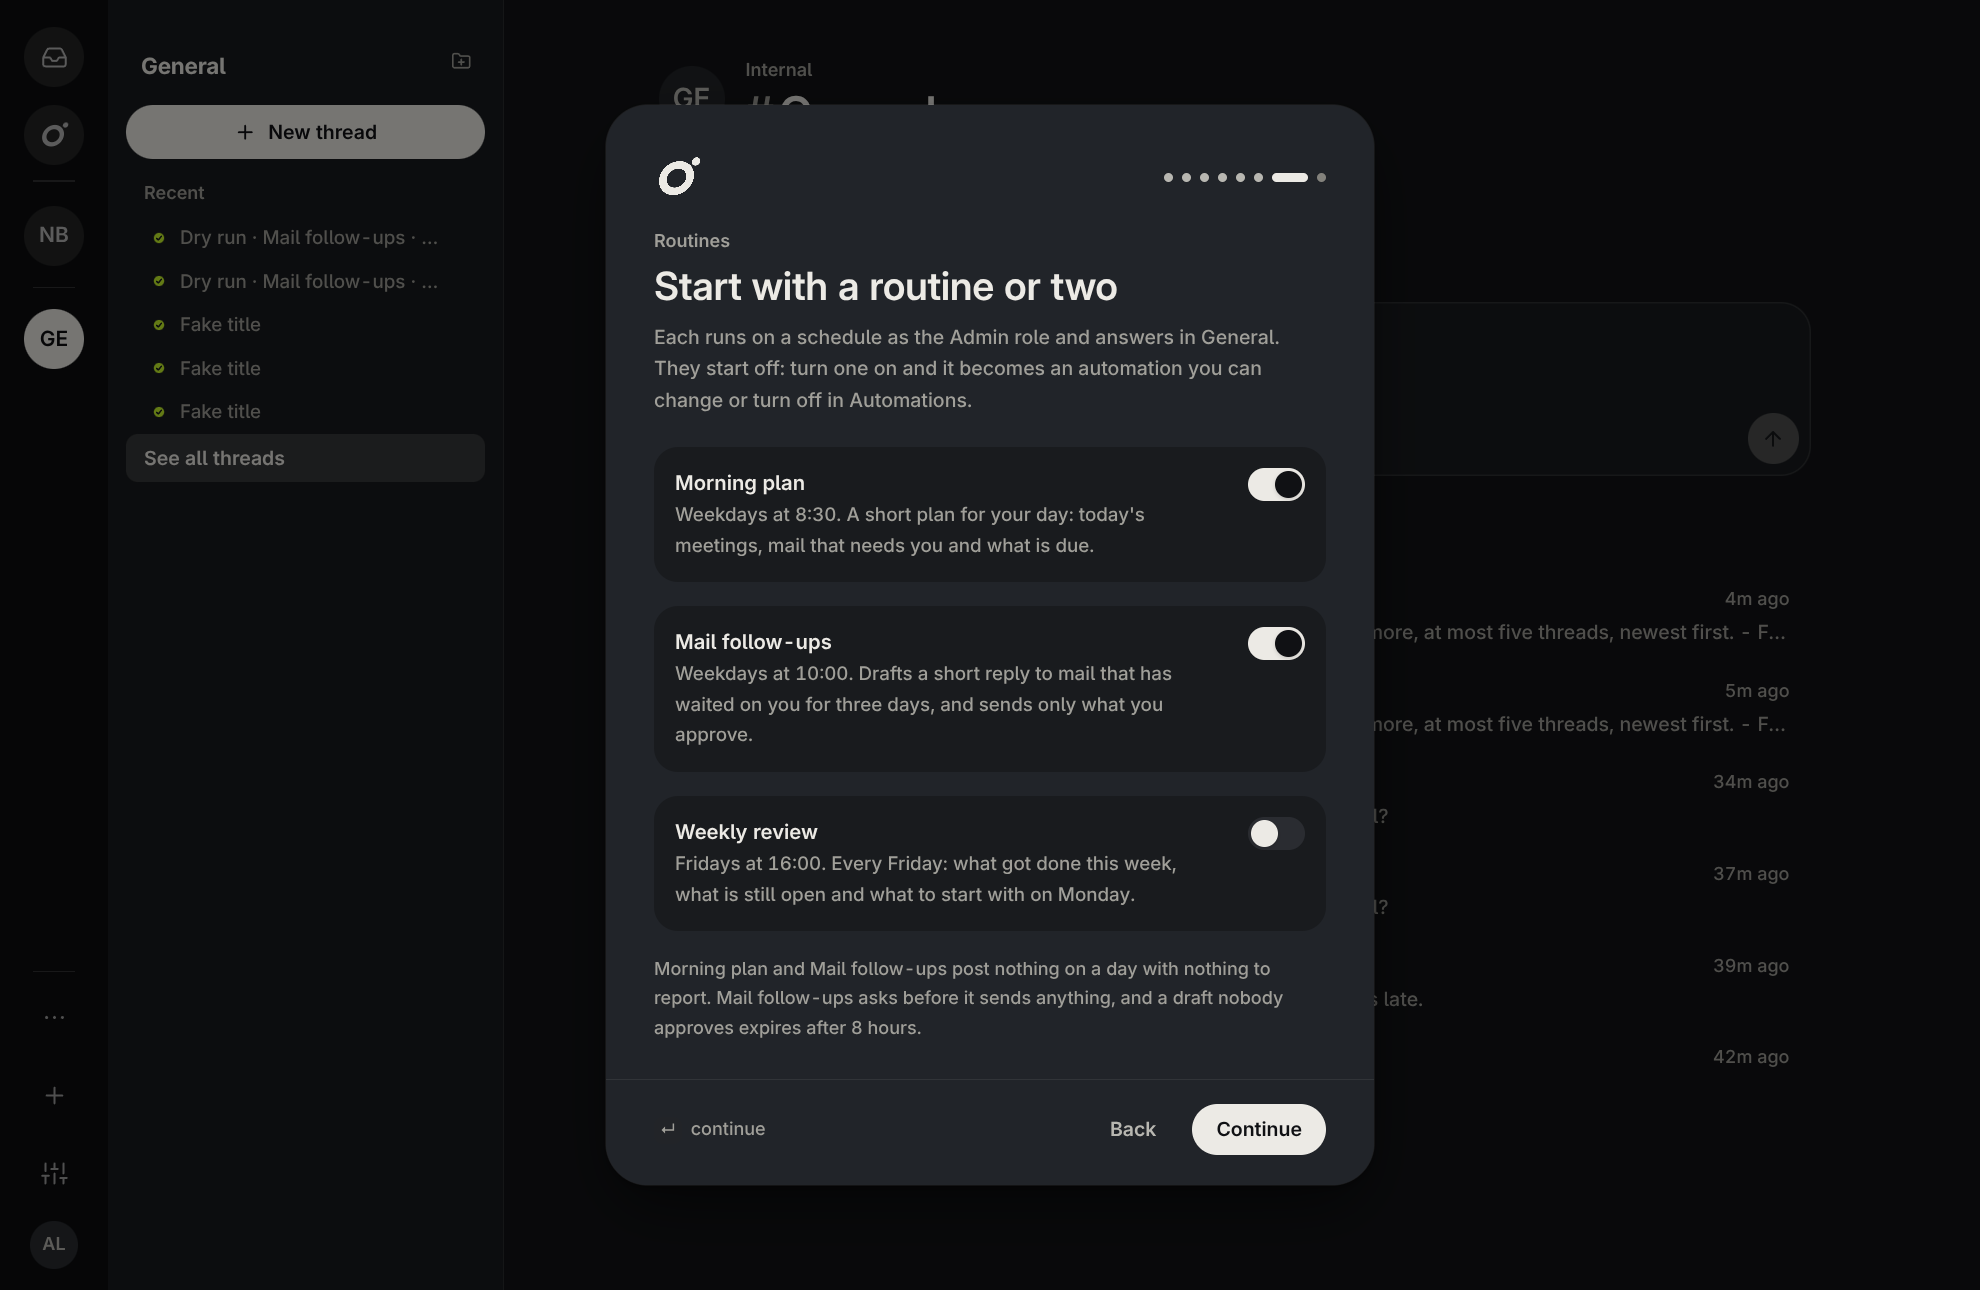 General
New thread
Recent
Dry run · Mail follow-ups · ...
Dry run · Mail follow-ups · ...
Fake title
Fake title
Fake title
See all threads
NB
GE
AL
Internal
GE
Routines
Start with a routine or two
Each runs on a schedule as the Admin role and answers in General.
They start off: turn one on and it becomes an automation you can
change or turn off in Automations.
Morning plan
Weekdays at 8:30. A short plan for your day: today's
meetings, mail that needs you and what is due.
Mail follow-ups
Weekdays at 10:00. Drafts a short reply to mail that has
waited on you for three days, and sends only what you
approve.
Weekly review
Fridays at 16:00. Every Friday: what got done this week,
what is still open and what to start with on Monday.
Morning plan and Mail follow-ups post nothing on a day with nothing to
report. Mail follow-ups asks before it sends anything, and a draft nobody
approves expires after 8 hours.
continue
Back
Continue
4m ago
more, at most five threads, newest first. - F...
5m ago
more, at most five threads, newest first. - F...
34m ago
37m ago
39m ago
late.
42m ago